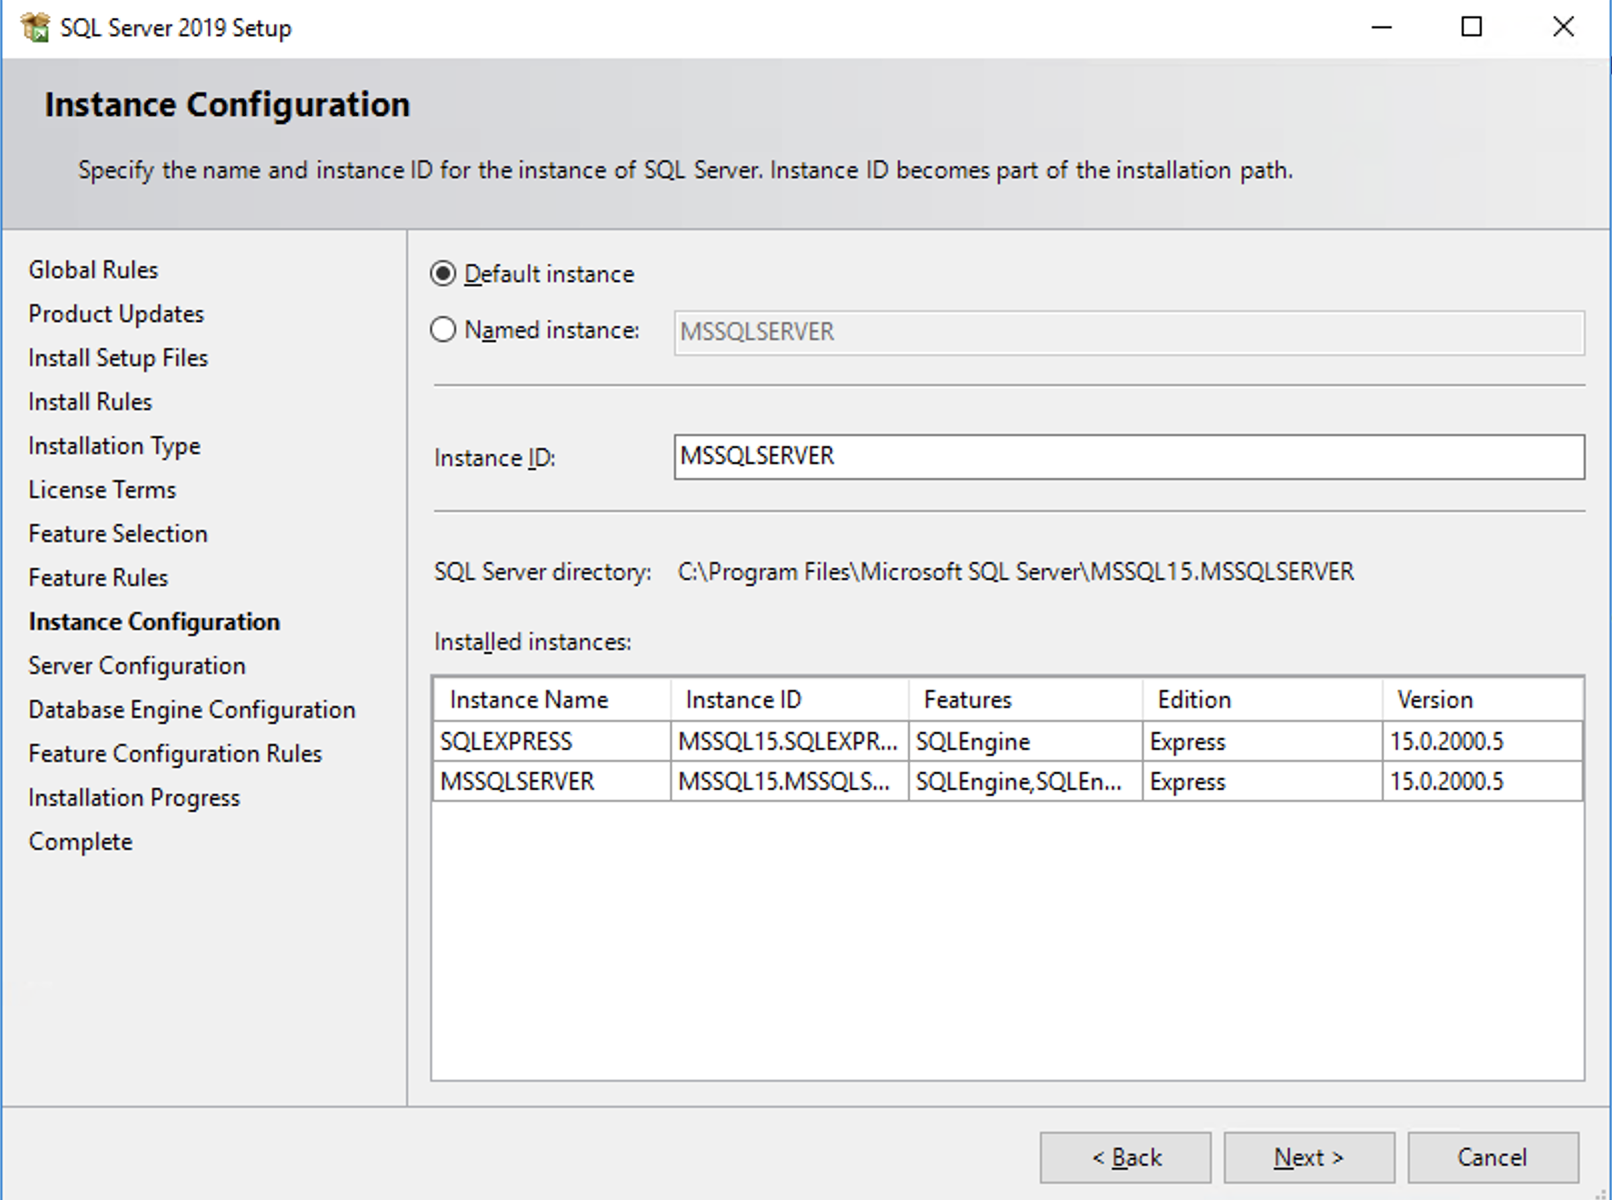 SQL Server 2019 Setup
Instance Configuration
Specify the name and instance ID for the instance of SQL Server. Instance ID becomes part of the installation path.
Global Rules
Product Updates
Install Setup Files
Install Rules
Installation Type
License Terms
Feature Selection
Feature Rules
Instance Configuration
Server Configuration
Database Engine Configuration
Feature Configuration Rules
Installation Progress
Complete
Default instance
Named instance: MSSQLSERVER
Instance ID: MSSQLSERVER
SQL Server directory: C:\Program Files\Microsoft SQL Server\MSSQL15.MSSQLSERVER
Installed instances:
Instance Name Instance ID Features Edition Version
SQLEXPRESS MSSQL15.SQLEXPR... SQLEngine Express 15.0.2000.5
MSSQLSERVER MSSQL15.MSSQLS... SQLEngine,SQLEn... Express 15.0.2000.5
< Back Next > Cancel